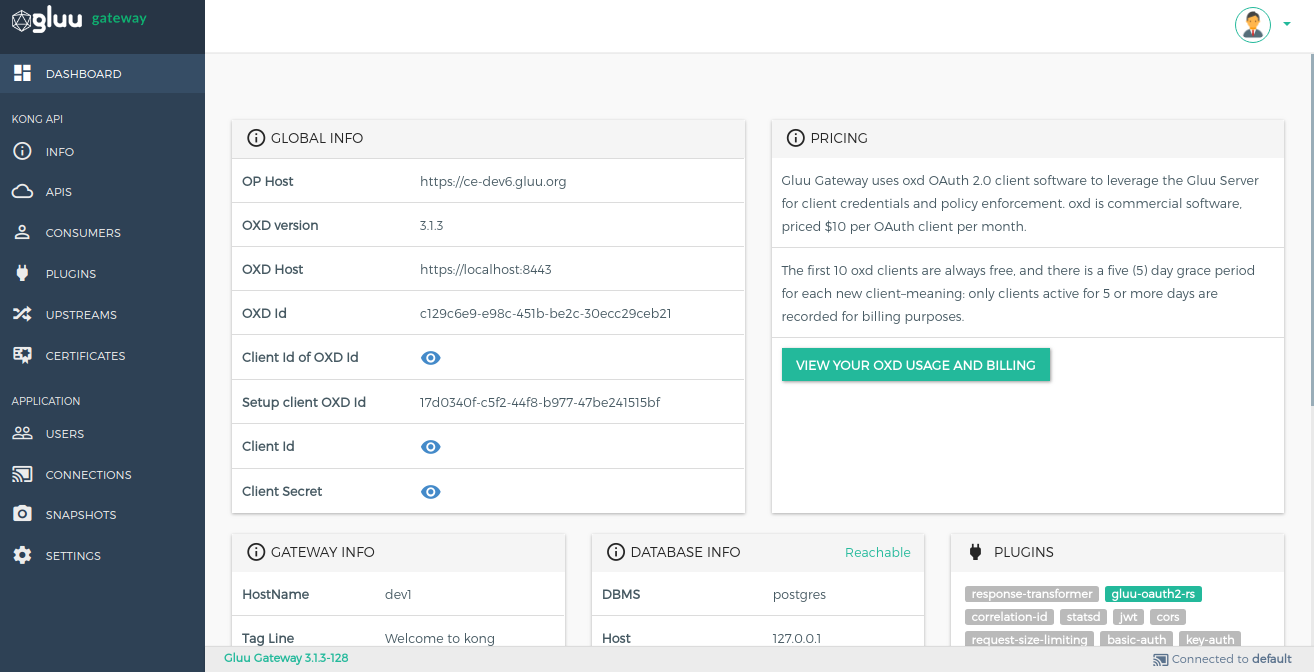 gluu gateway
DASHBOARD
KONG API
INFO
APIS
CONSUMERS
PLUGINS
UPSTREAMS
CERTIFICATES
APPLICATION
USERS
CONNECTIONS
SNAPSHOTS
SETTINGS
GLOBAL INFO
OP Host https://ce-dev6.gluu.org
OXD version 3.1.3
OXD Host https://localhost:8443
OXD Id c129c6e9-e98c-451b-be2c-30ecc29ceb21
Client Id of OXD Id
Setup client OXD Id 17d0340f-c5f2-44f8-b977-47be241515bf
Client Id
Client Secret
PRICING
Gluu Gateway uses oxd OAuth 2.0 client software to leverage the Gluu Server
for client credentials and policy enforcement. oxd is commercial software,
priced $10 per OAuth client per month.
The first 10 oxd clients are always free, and there is a five (5) day grace period
for each new client–meaning: only clients active for 5 or more days are
recorded for billing purposes.
VIEW YOUR OXD USAGE AND BILLING
GATEWAY INFO
HostName dev1
Tag Line Welcome to kong
DATABASE INFO Reachable
DBMS postgres
Host 127.0.0.1
PLUGINS
response-transformer gluu-oauth2-rs
correlation-id statsd jwt cors
request-size-limiting basic-auth key-auth
Gluu Gateway 3.1.3-128
Connected to default